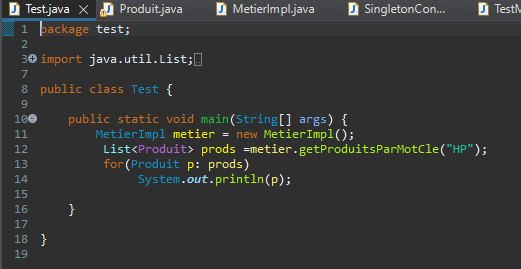 Test.java Produit.java MetierImpl.java SingletonCon... TestM
1 package test;
2
3 import java.util.List;
7
8 public class Test {
9
10 public static void main(String[] args) {
11 MetierImpl metier = new MetierImpl();
12 List<Produit> prods =metier.getProduitsParMotCle("HP");
13 for(Produit p: prods)
14 System.out.println(p);
15
16 }
17
18 }
19